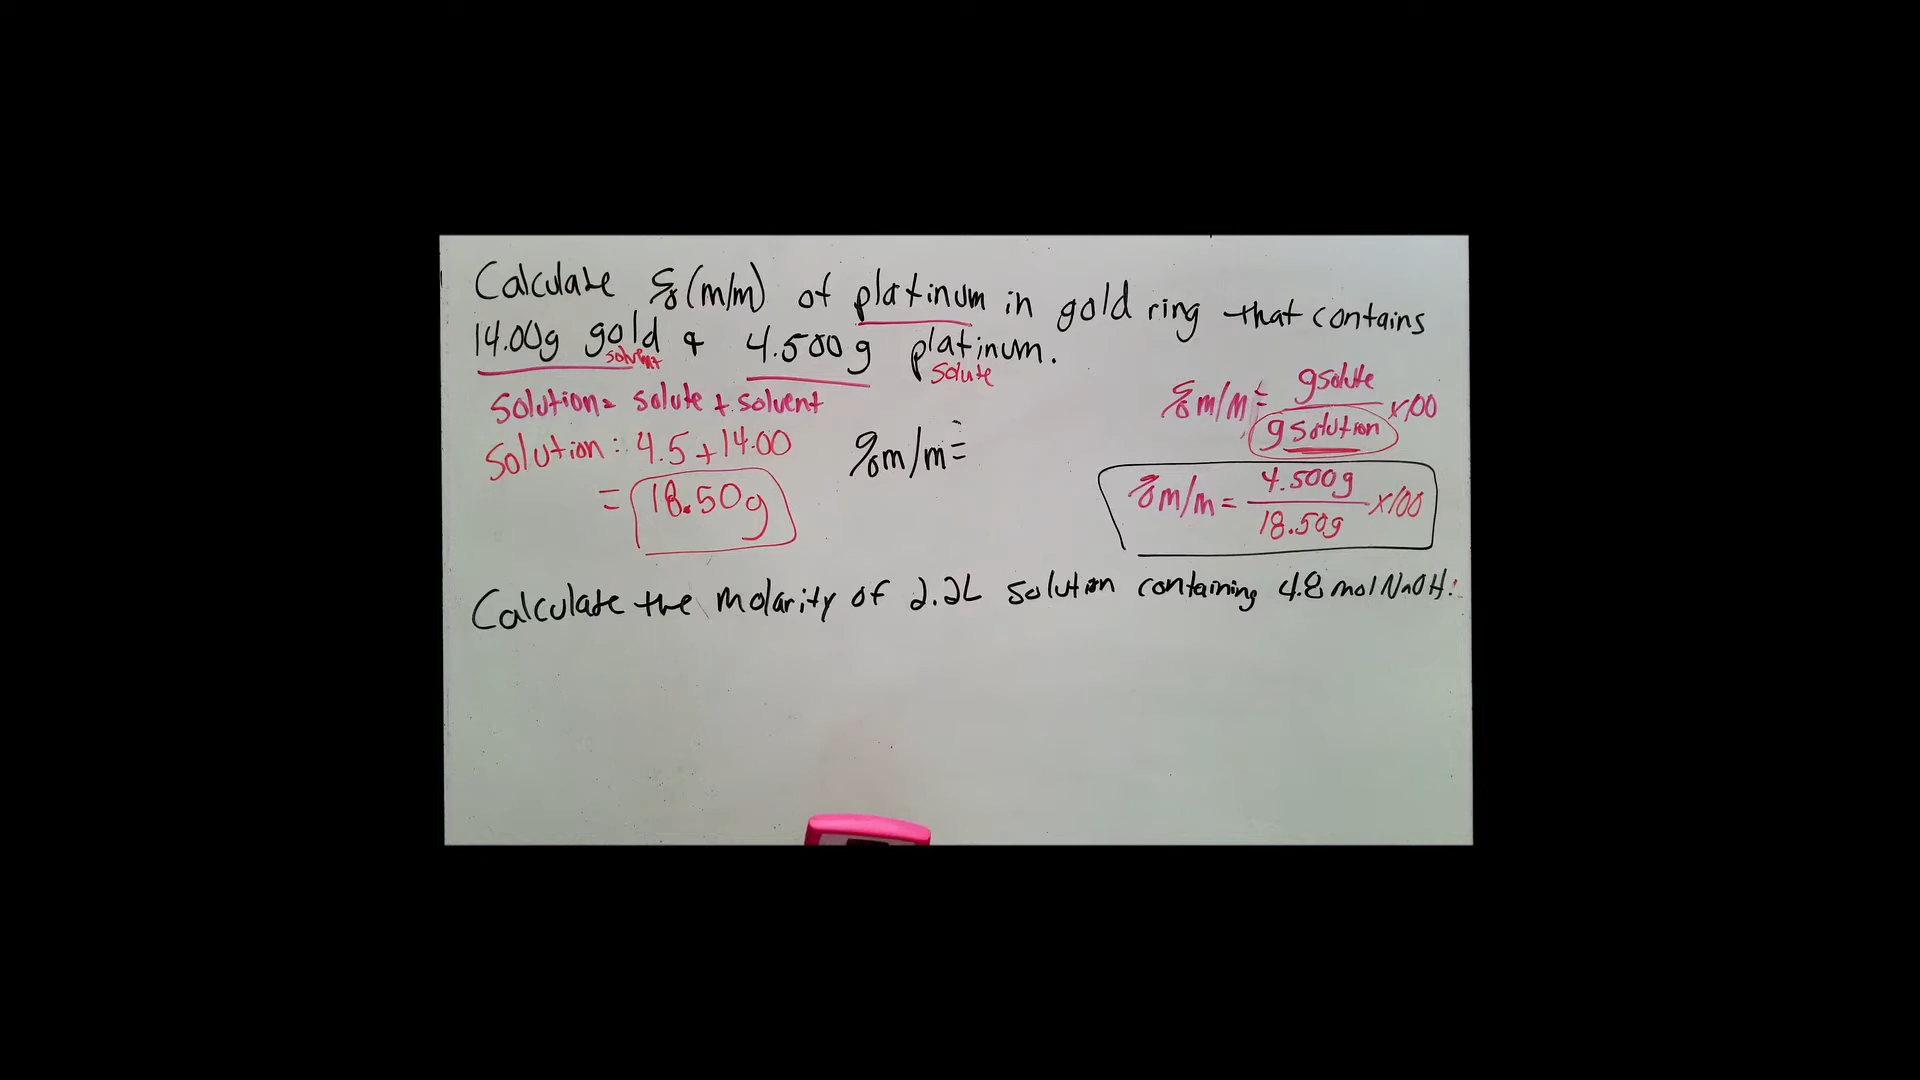 Calculate %(m/m) of platinum in gold ring that contains
14.00g gold & 4.500g platinum.
solvent
solute
Solution= solute + solvent
Solution: 4.5+14.00
= 18.50g
%m/m=
%m/m= g solute / g solution x100
%m/m= 4.500g / 18.50g x100
Calculate the molarity of 2.2L solution containing 4.8 mol NaOH.